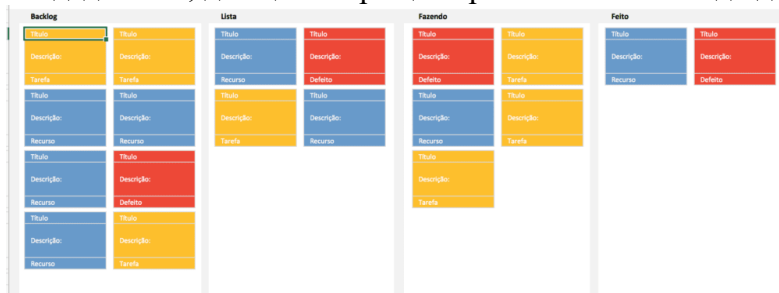 Backlog
Lista
Fazendo
Feito
Título
Título
Descrição:
Descrição:
Tarefa
Tarefa
Título
Título
Descrição:
Descrição:
Recurso
Recurso
Título
Título
Descrição:
Descrição:
Recurso
Defeito
Título
Título
Descrição:
Descrição:
Recurso
Tarefa
Título
Título
Descrição:
Descrição:
Recurso
Defeito
Título
Título
Descrição:
Descrição:
Tarefa
Recurso
Título
Título
Descrição:
Descrição:
Defeito
Tarefa
Título
Título
Descrição:
Descrição:
Recurso
Tarefa
Título
Descrição:
Tarefa
Título
Título
Descrição:
Descrição:
Recurso
Defeito